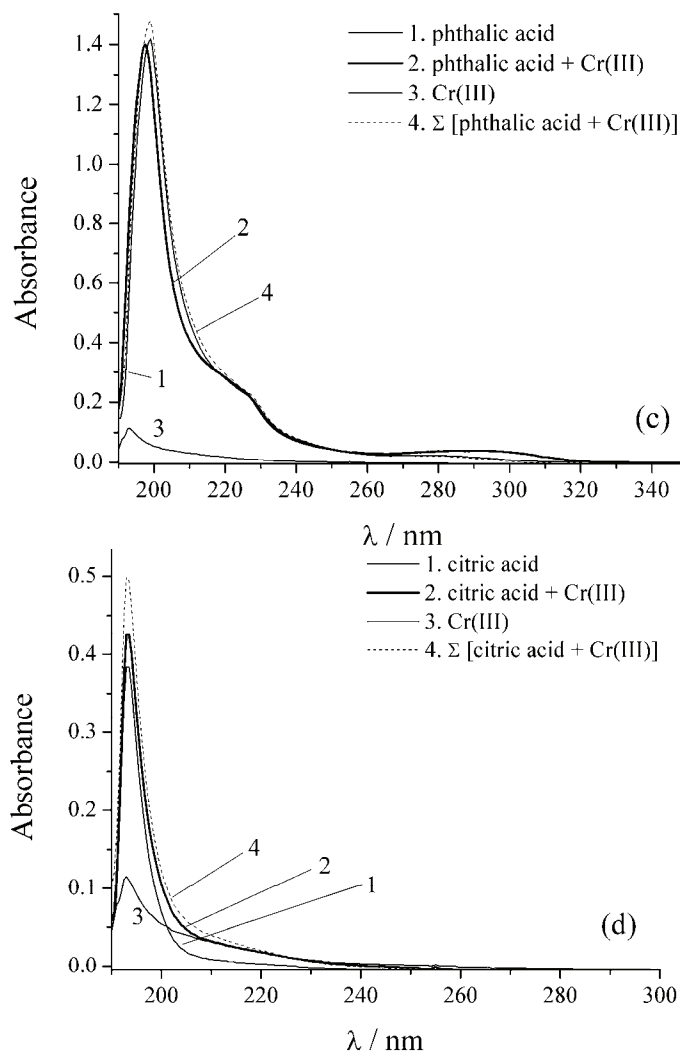 1. phthalic acid
2. phthalic acid + Cr(III)
3. Cr(III)
4. Σ [phthalic acid + Cr(III)]
Absorbance
1.4
1.2
1.0
0.8
0.6
0.4
0.2
0.0
2
4
1
3
(c)
200 220 240 260 280 300 320 340
λ / nm
1. citric acid
2. citric acid + Cr(III)
3. Cr(III)
4. Σ [citric acid + Cr(III)]
Absorbance
0.5
0.4
0.3
0.2
0.1
0.0
4
2
1
3
(d)
200 220 240 260 280 300
λ / nm